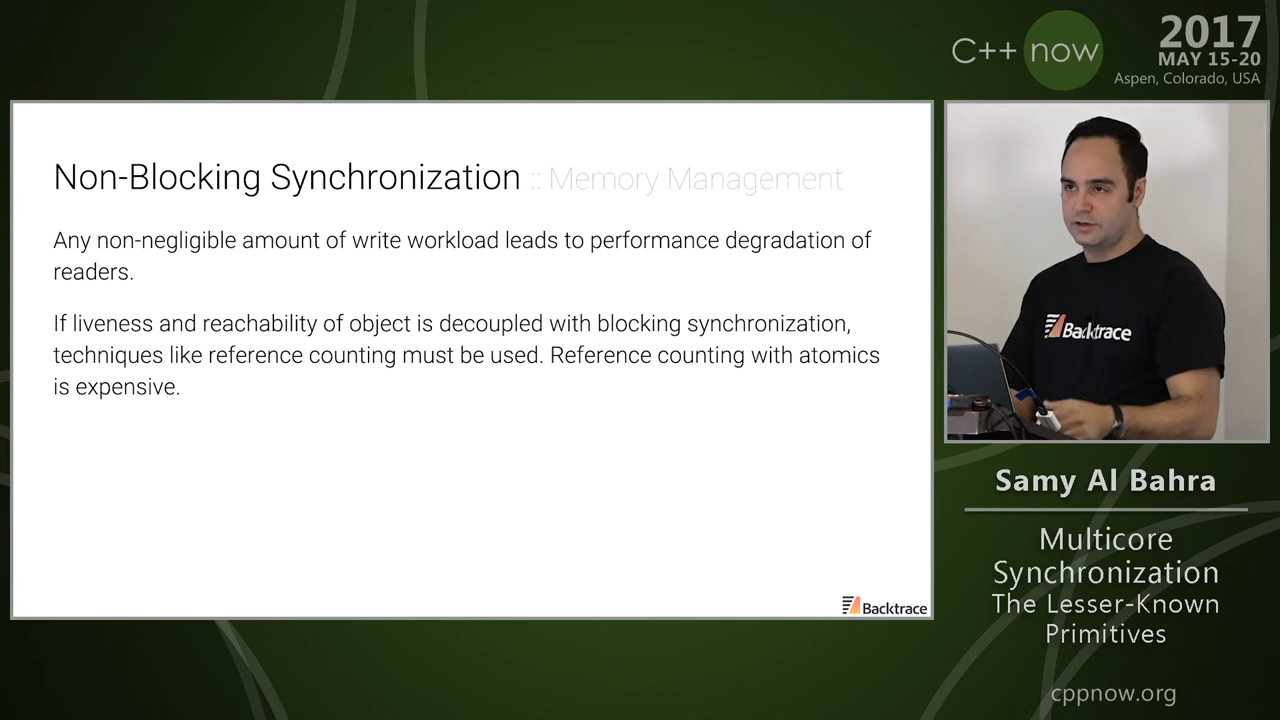 C++ now
2017
MAY 15-20
Aspen, Colorado, USA
Non-Blocking Synchronization :: Memory Management
Any non-negligible amount of write workload leads to performance degradation of
readers.
If liveness and reachability of object is decoupled with blocking synchronization,
techniques like reference counting must be used. Reference counting with atomics
is expensive.
Backtrace
Backtrace
Samy Al Bahra
Multicore
Synchronization
The Lesser-Known
Primitives
cppnow.org